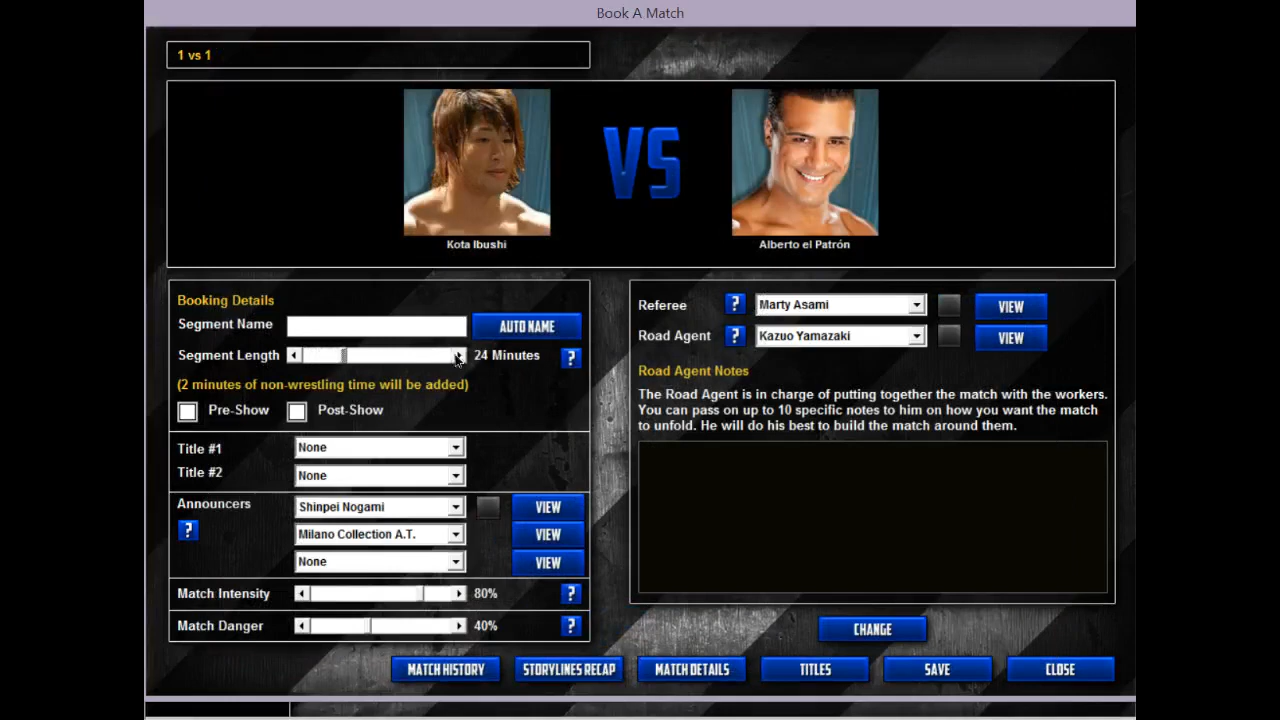 Book A Match
1 vs 1
VS
Kota Ibushi
Alberto el Patrón
Booking Details
Segment Name
AUTO NAME
Segment Length
24 Minutes
?
(2 minutes of non-wrestling time will be added)
Pre-Show
Post-Show
Title #1
None
Title #2
None
Announcers
Shinpei Nogami
VIEW
?
Milano Collection A.T.
VIEW
None
VIEW
Match Intensity
80%
?
Match Danger
40%
?
Referee
?
Marty Asami
VIEW
Road Agent
?
Kazuo Yamazaki
VIEW
Road Agent Notes
The Road Agent is in charge of putting together the match with the workers.
You can pass on up to 10 specific notes to him on how you want the match
to unfold. He will do his best to build the match around them.
CHANGE
MATCH HISTORY
STORYLINES RECAP
MATCH DETAILS
TITLES
SAVE
CLOSE